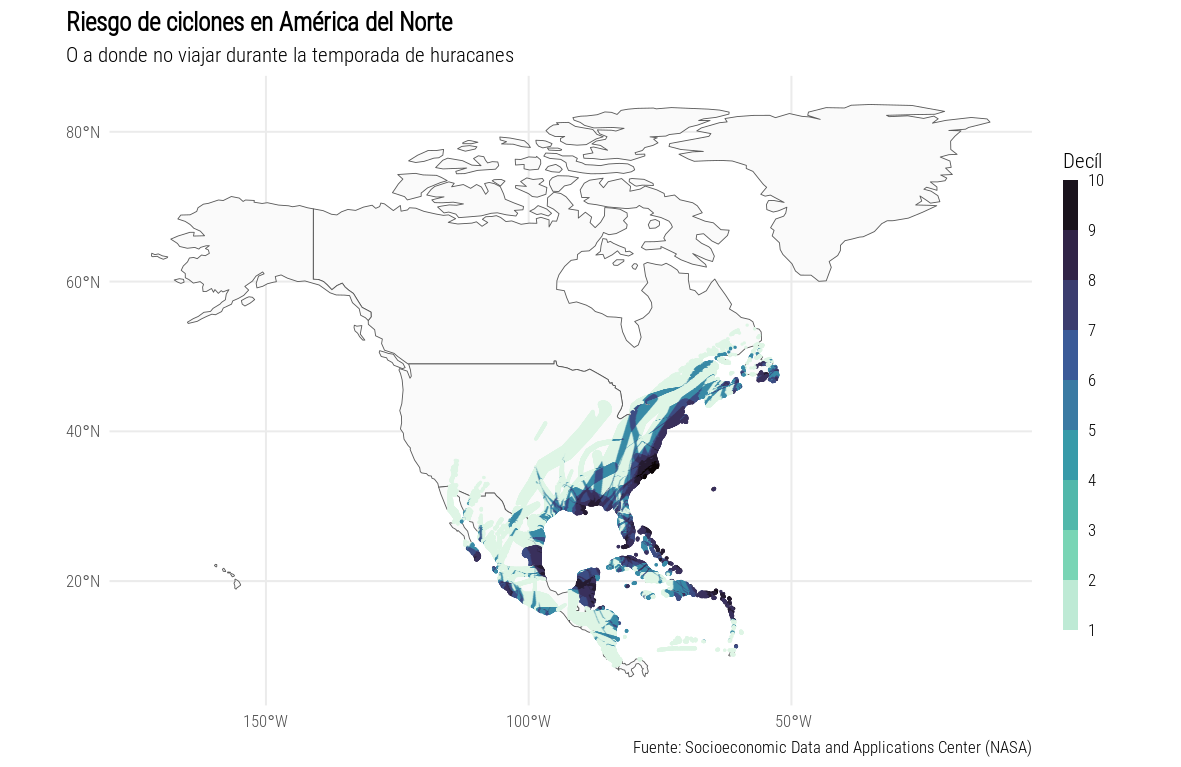 Riesgo de ciclones en América del Norte
O a donde no viajar durante la temporada de huracanes
80°N
60°N
40°N
20°N
150°W
100°W
50°W
Decíl
10
9
8
7
6
5
4
3
2
1
Fuente: Socioeconomic Data and Applications Center (NASA)